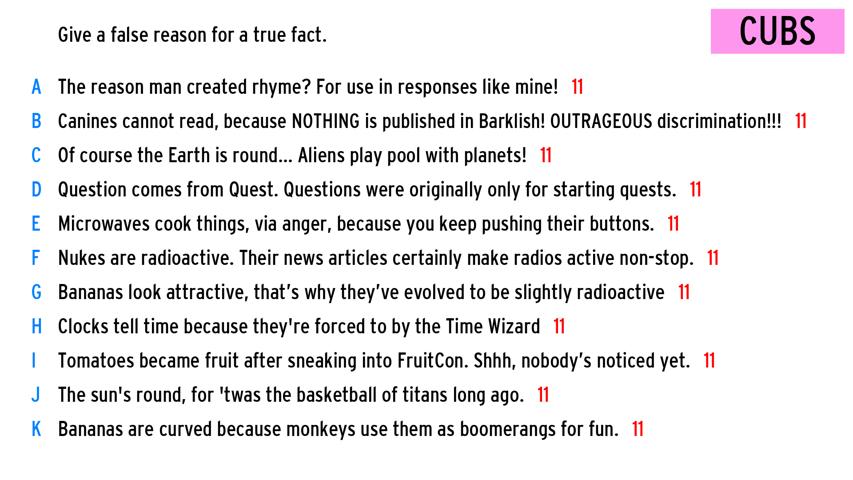 Give a false reason for a true fact.
CUBS
A The reason man created rhyme? For use in responses like mine! 11
B Canines cannot read, because NOTHING is published in Barklish! OUTRAGEOUS discrimination!!! 11
C Of course the Earth is round... Aliens play pool with planets! 11
D Question comes from Quest. Questions were originally only for starting quests. 11
E Microwaves cook things, via anger, because you keep pushing their buttons. 11
F Nukes are radioactive. Their news articles certainly make radios active non-stop. 11
G Bananas look attractive, that’s why they’ve evolved to be slightly radioactive 11
H Clocks tell time because they're forced to by the Time Wizard 11
I Tomatoes became fruit after sneaking into FruitCon. Shhh, nobody’s noticed yet. 11
J The sun's round, for 'twas the basketball of titans long ago. 11
K Bananas are curved because monkeys use them as boomerangs for fun. 11